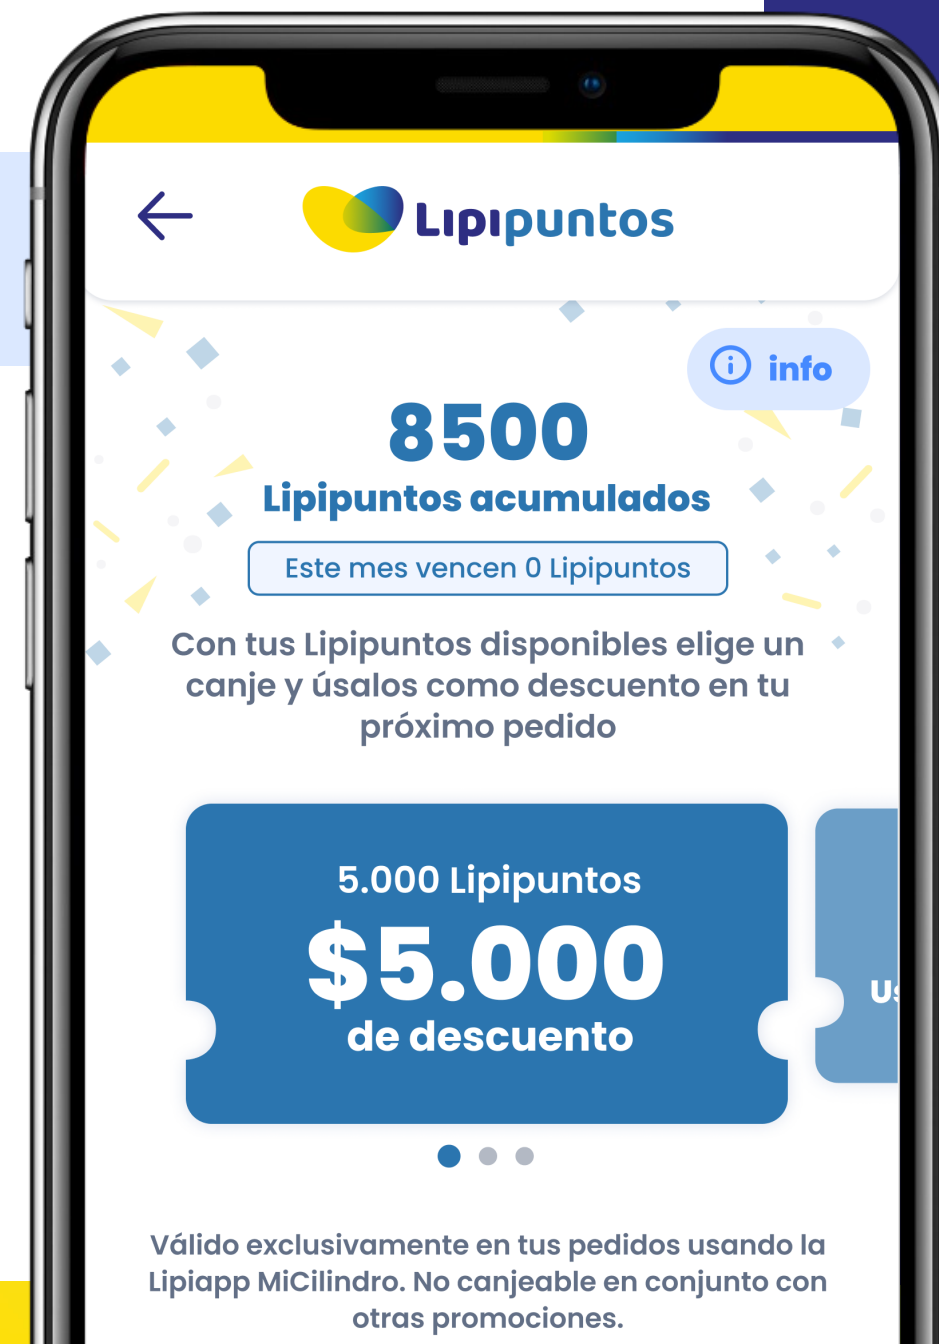 Lipipuntos
info
8500
Lipipuntos acumulados
Este mes vencen 0 Lipipuntos
Con tus Lipipuntos disponibles elige un
canje y úsalos como descuento en tu
próximo pedido
5.000 Lipipuntos
$5.000
de descuento
Válido exclusivamente en tus pedidos usando la
Lipiapp MiCilindro. No canjeable en conjunto con
otras promociones.